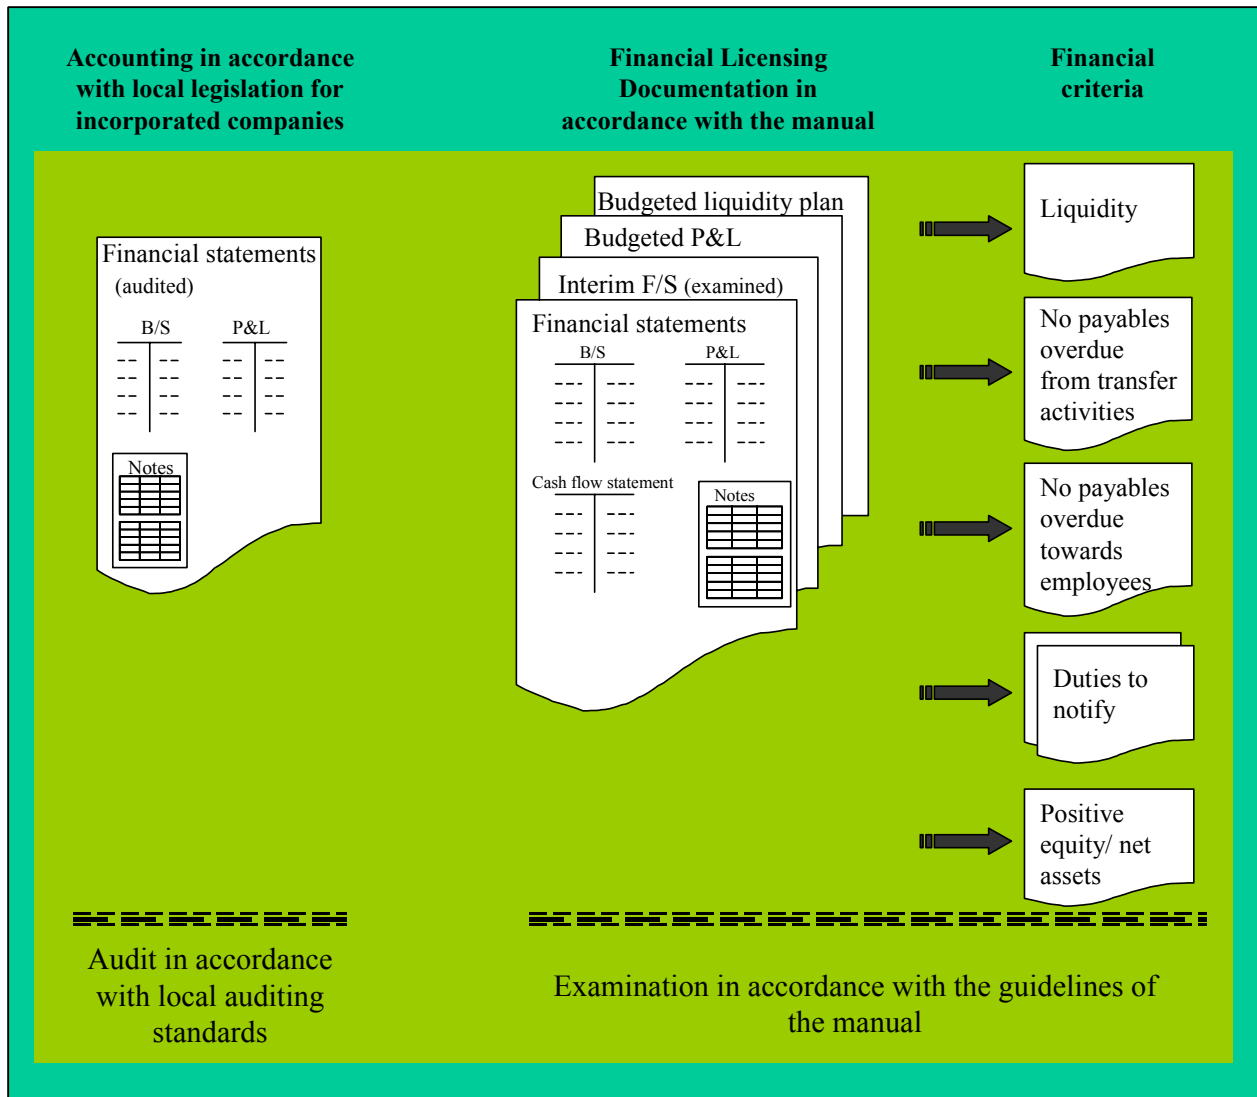 Accounting in accordance
with local legislation for
incorporated companies
Financial Licensing
Documentation in
accordance with the manual
Financial
criteria
Financial statements
(audited)
B/S P&L
Notes
Budgeted liquidity plan
Budgeted P&L
Interim F/S (examined)
Financial statements
B/S P&L
Cash flow statement
Notes
Liquidity
No payables
overdue
from transfer
activities
No payables
overdue
towards
employees
Duties to
notify
Positive
equity/ net
assets
Audit in accordance
with local auditing
standards
Examination in accordance with the guidelines of
the manual